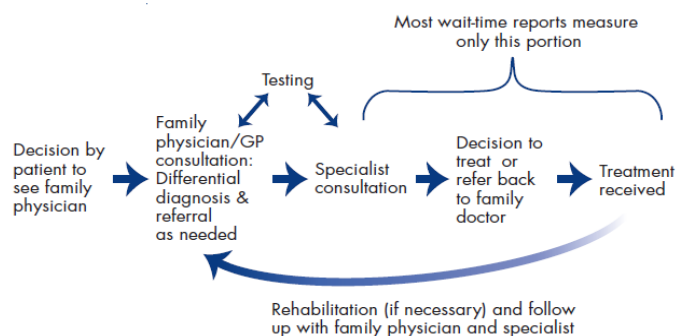 Most wait-time reports measure
only this portion
Testing
Decision by
patient to
see family
physician
Family
physician/GP
consultation:
Differential
diagnosis &
referral
as needed
Specialist
consultation
Decision to
treat or
refer back
to family
doctor
Treatment
received
Rehabilitation (if necessary) and follow
up with family physician and specialist